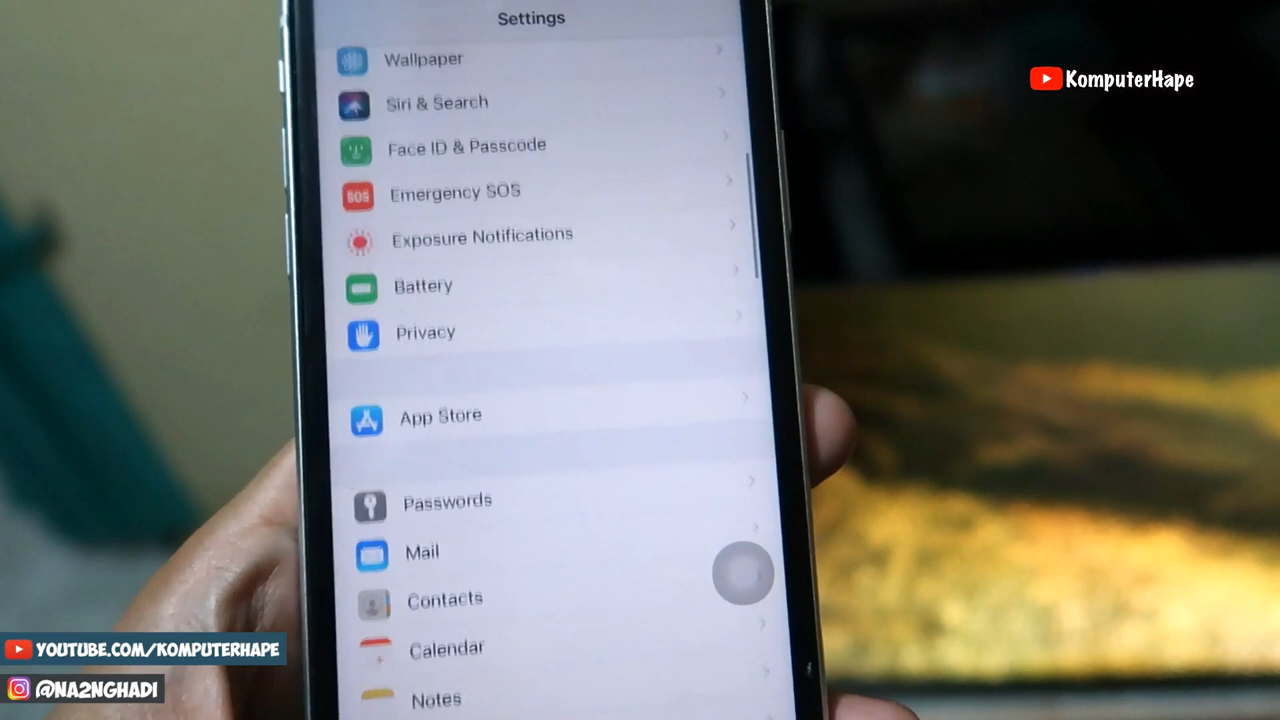 Settings
Wallpaper
KomputerHape
Siri & Search
Face ID & Passcode
SOS
Emergency SOS
Exposure Notifications
Battery
Privacy
App Store
Passwords
Mail
Contacts
Calendar
Notes
YOUTUBE.COM/KOMPUTERHAPE
@NA2NGHADI